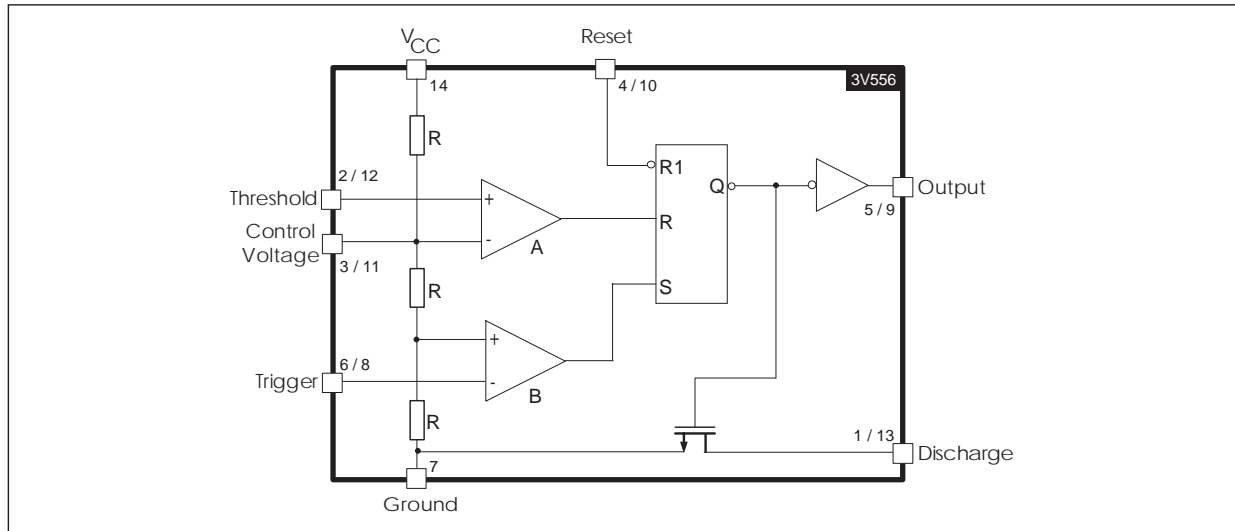 VCC
Reset
14
4 / 10
3V556
R
2 / 12
R1
Threshold
+
Q
Output
5 / 9
Control
Voltage
-
A
R
3 / 11
R
S
+
6 / 8
Trigger
-
B
R
1 / 13
Discharge
7
Ground